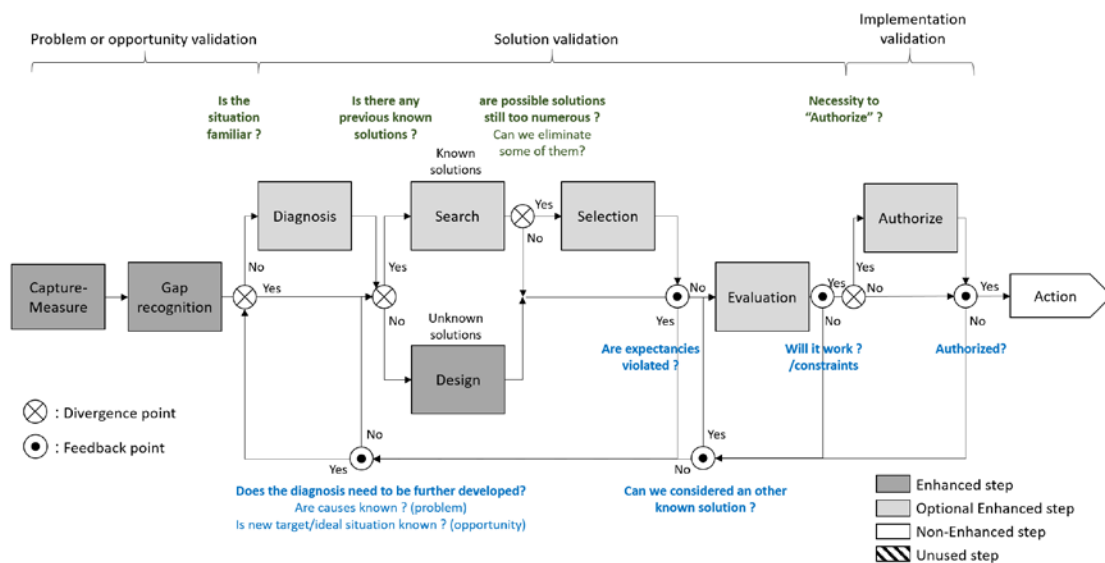 Problem or opportunity validation
Solution validation
Implementation
validation
Is the
situation
familiar ?
Is there any
previous known
solutions ?
are possible solutions
still too numerous ?
Can we eliminate
some of them?
Necessity to
“Authorize” ?
Known
solutions
Diagnosis
Search
Yes
No
Selection
Yes
Authorize
Yes
No
Yes
No
Capture-
Measure
Gap
recognition
Yes
No
Unknown
solutions
Design
No
Yes
Evaluation
Yes
No
No
Yes
No
Action
Are expectancies
violated ?
Will it work ?
/constraints
Authorized?
: Divergence point
: Feedback point
No
Yes
Yes
No
Does the diagnosis need to be further developed?
Are causes known ? (problem)
Is new target/ideal situation known ? (opportunity)
Can we considered an other
known solution ?
Enhanced step
Optional Enhanced step
Non-Enhanced step
Unused step